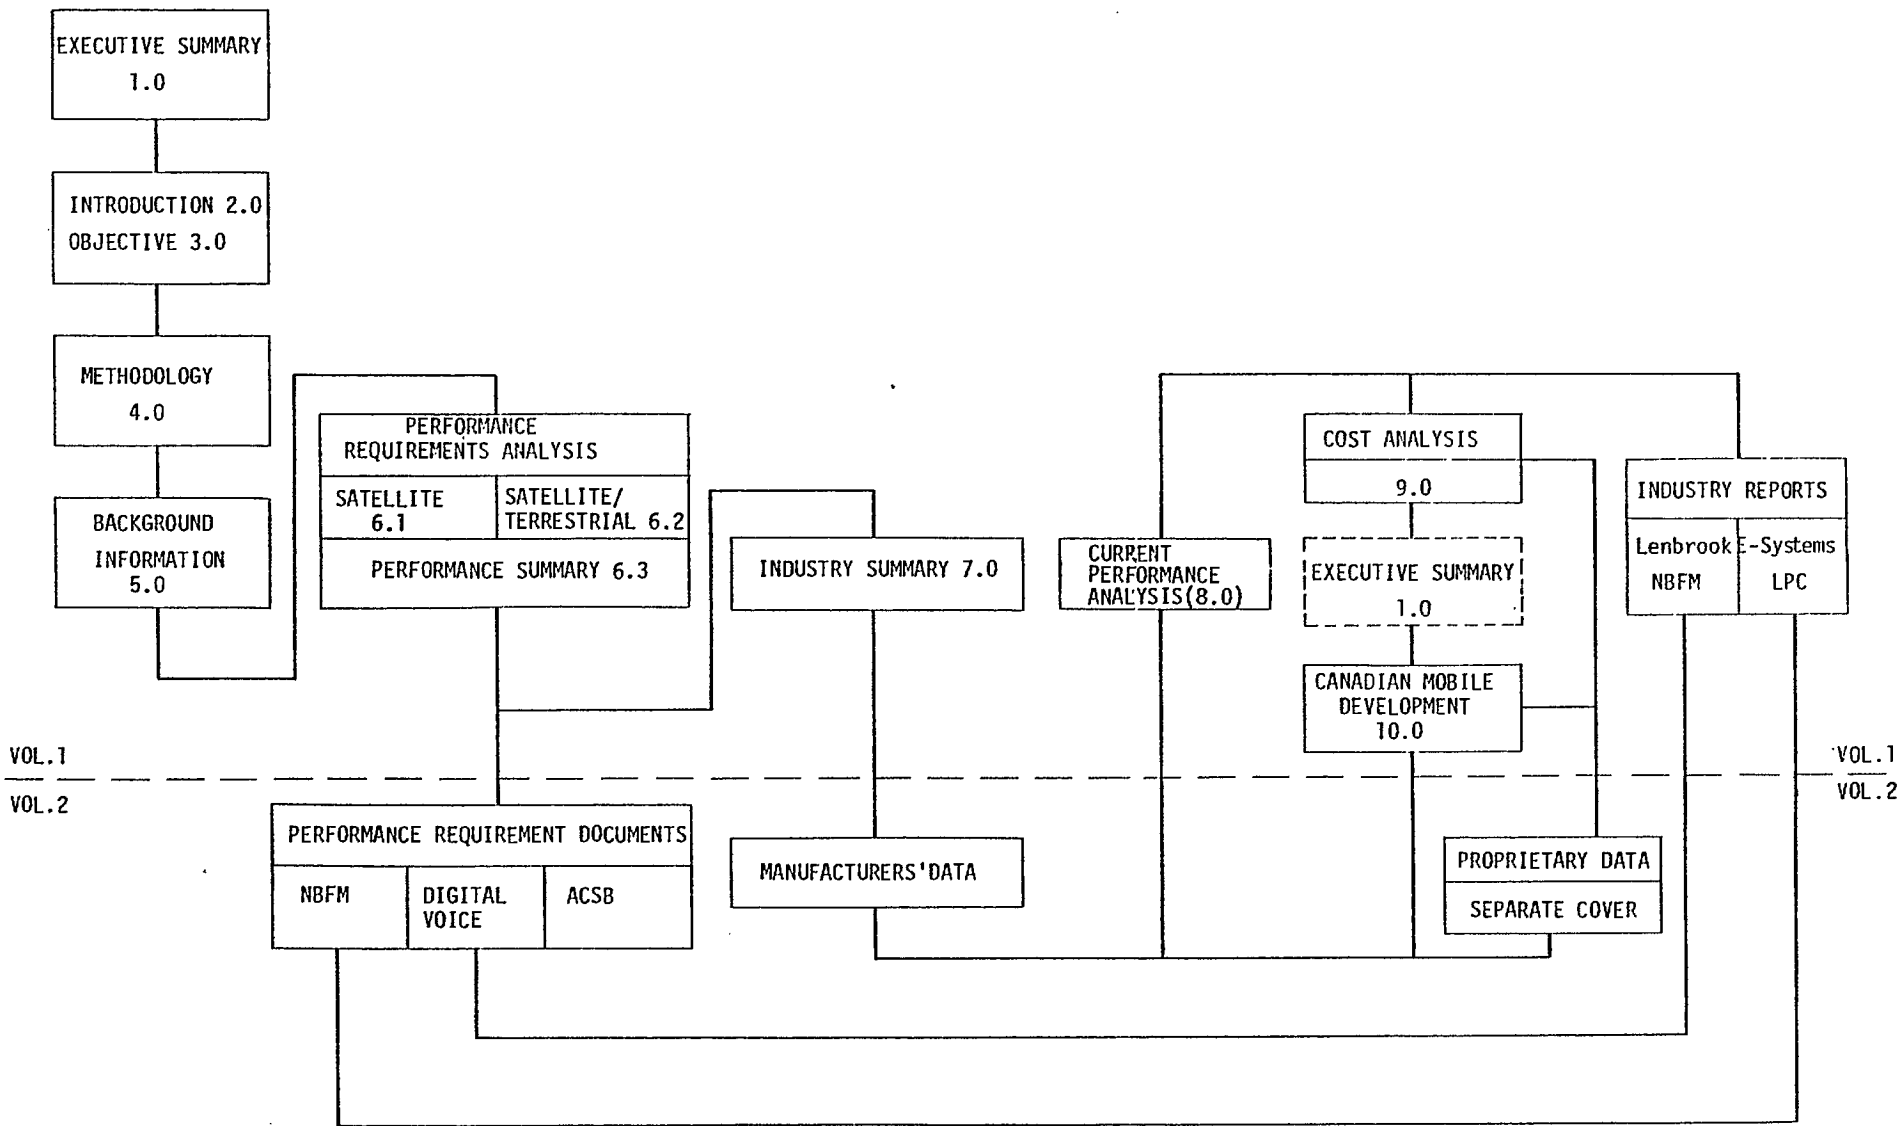 EXECUTIVE SUMMARY
1.0
INTRODUCTION 2.0
OBJECTIVE 3.0
METHODOLOGY
4.0
BACKGROUND
INFORMATION
5.0
PERFORMANCE
REQUIREMENTS ANALYSIS
SATELLITE
6.1
SATELLITE/
TERRESTRIAL 6.2
PERFORMANCE SUMMARY 6.3
INDUSTRY SUMMARY 7.0
CURRENT
PERFORMANCE
ANALYSIS(8.0)
COST ANALYSIS
9.0
EXECUTIVE SUMMARY
1.0
CANADIAN MOBILE
DEVELOPMENT
10.0
INDUSTRY REPORTS
Lenbrook
NBFM
E-Systems
LPC
VOL.1
VOL.2
VOL.1
VOL.2
PERFORMANCE REQUIREMENT DOCUMENTS
NBFM
DIGITAL
VOICE
ACSB
MANUFACTURERS'DATA
PROPRIETARY DATA
SEPARATE COVER